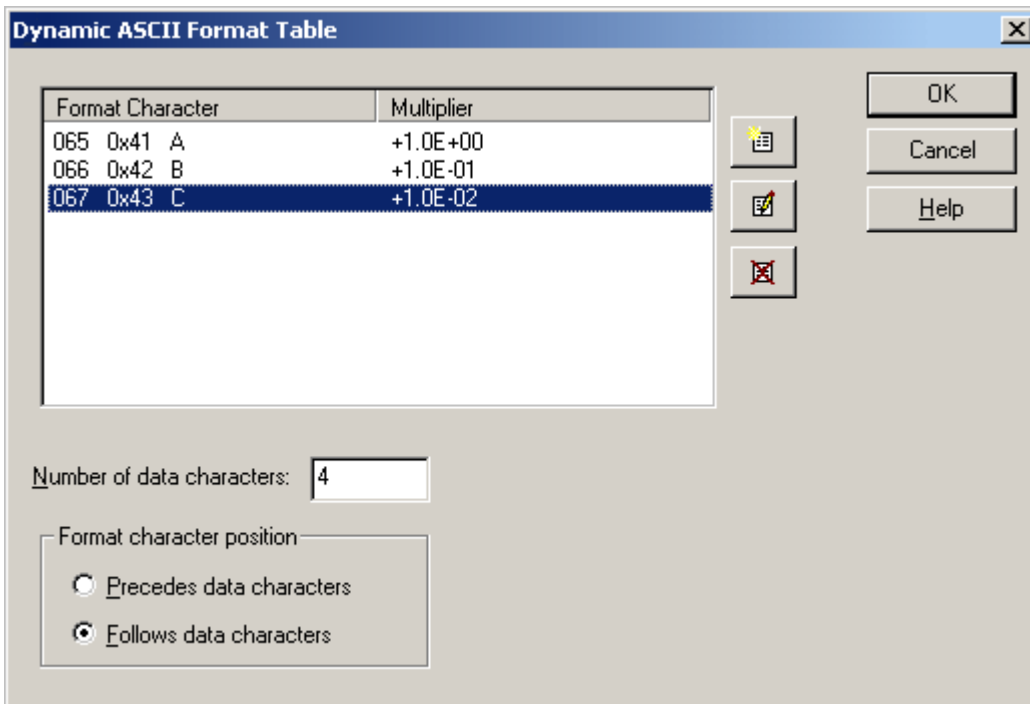 Dynamic ASCII Format Table
Format Character Multiplier
065 0x41 A +1.0E+00
066 0x42 B +1.0E-01
067 0x43 C +1.0E-02
OK
Cancel
Help
Number of data characters: 4
Format character position
Precedes data characters
Follows data characters